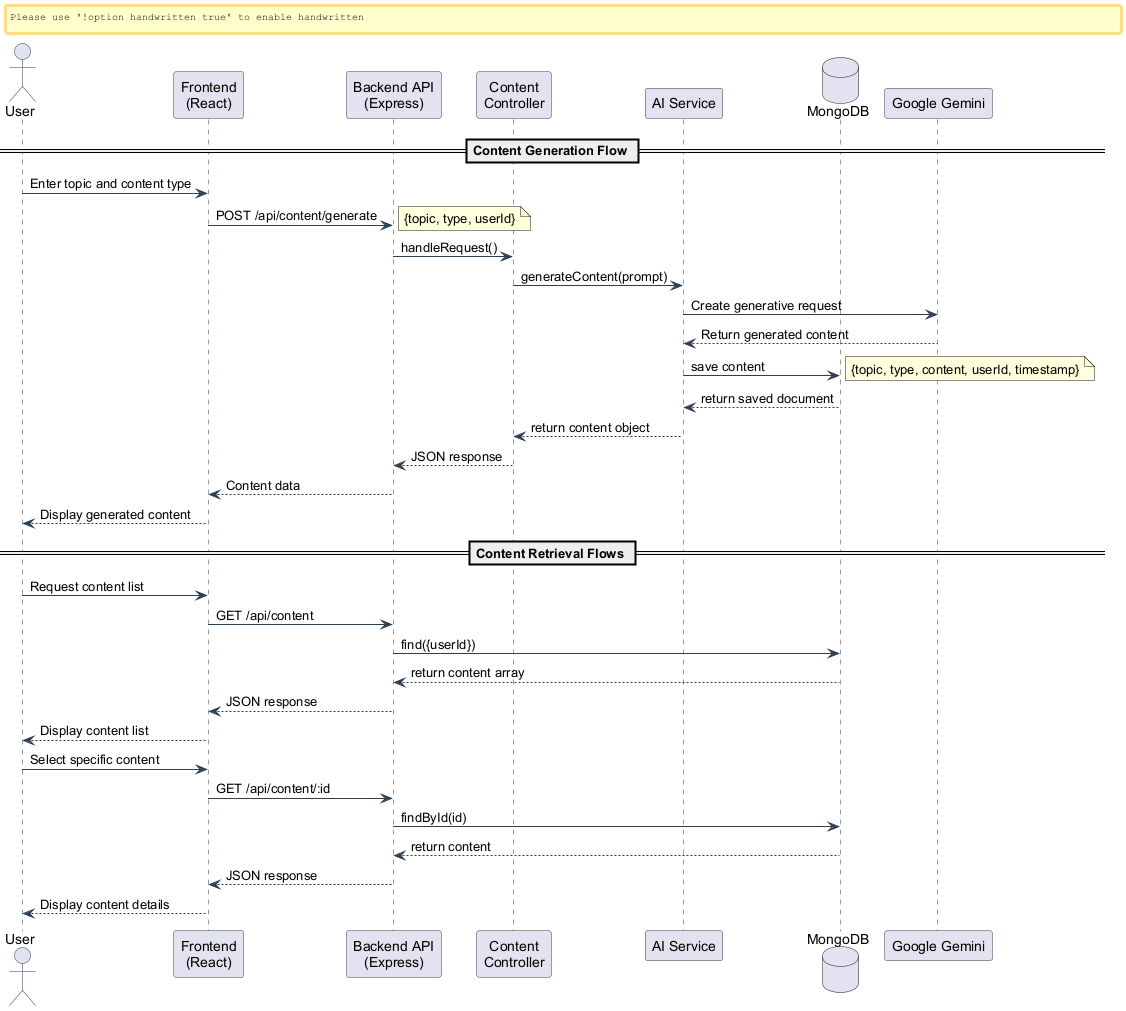 Please use '!option handwritten true' to enable handwritten
User
Frontend
(React)
Backend API
(Express)
Content
Controller
AI Service
MongoDB
Google Gemini
Content Generation Flow
Enter topic and content type
POST /api/content/generate
{topic, type, userId}
handleRequest()
generateContent(prompt)
Create generative request
Return generated content
save content
{topic, type, content, userId, timestamp}
return saved document
return content object
JSON response
Content data
Display generated content
Content Retrieval Flows
Request content list
GET /api/content
find({userId})
return content array
JSON response
Display content list
Select specific content
GET /api/content/:id
findById(id)
return content
JSON response
Display content details
User
Frontend
(React)
Backend API
(Express)
Content
Controller
AI Service
MongoDB
Google Gemini